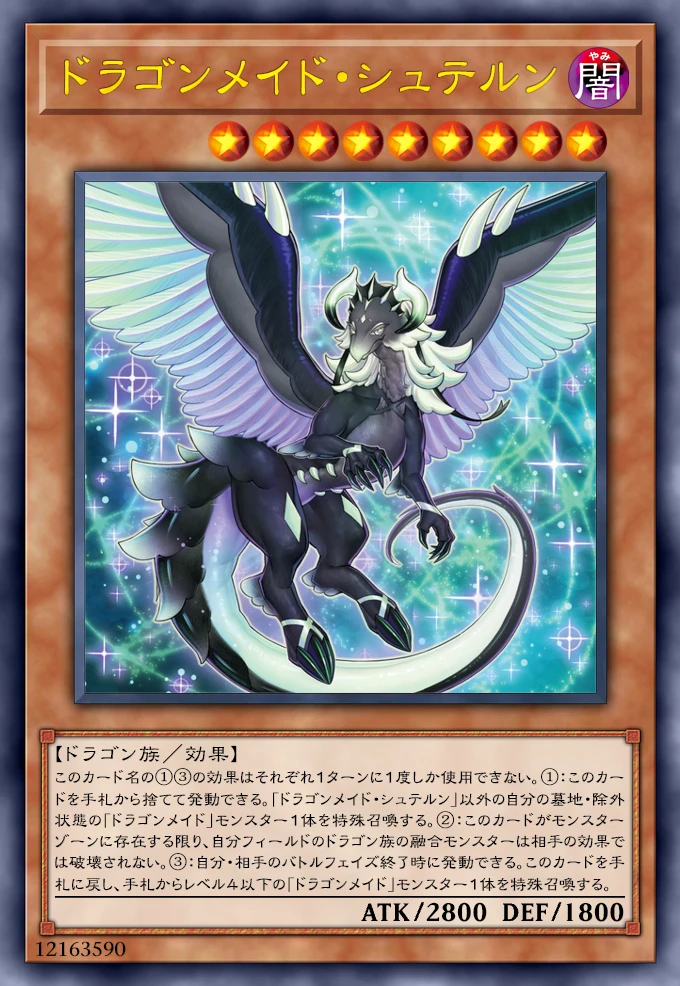 ドラゴンメイド・シュテルン
やみ
闇
【ドラゴン族／効果】
このカード名の①③の効果はそれぞれ1ターンに1度しか使用できない。①：このカー
ドを手札から捨てて発動できる。「ドラゴンメイド・シュテルン」以外の自分の墓地・除外
状態の「ドラゴンメイド」モンスター1体を特殊召喚する。②：このカードがモンスター
ゾーンに存在する限り、自分フィールドのドラゴン族の融合モンスターは相手の効果で
は破壊されない。③：自分・相手のバトルフェイズ終了時に発動できる。このカードを手
札に戻し、手札からレベル4以下の「ドラゴンメイド」モンスター1体を特殊召喚する。
ATK/2800 DEF/1800
12163590